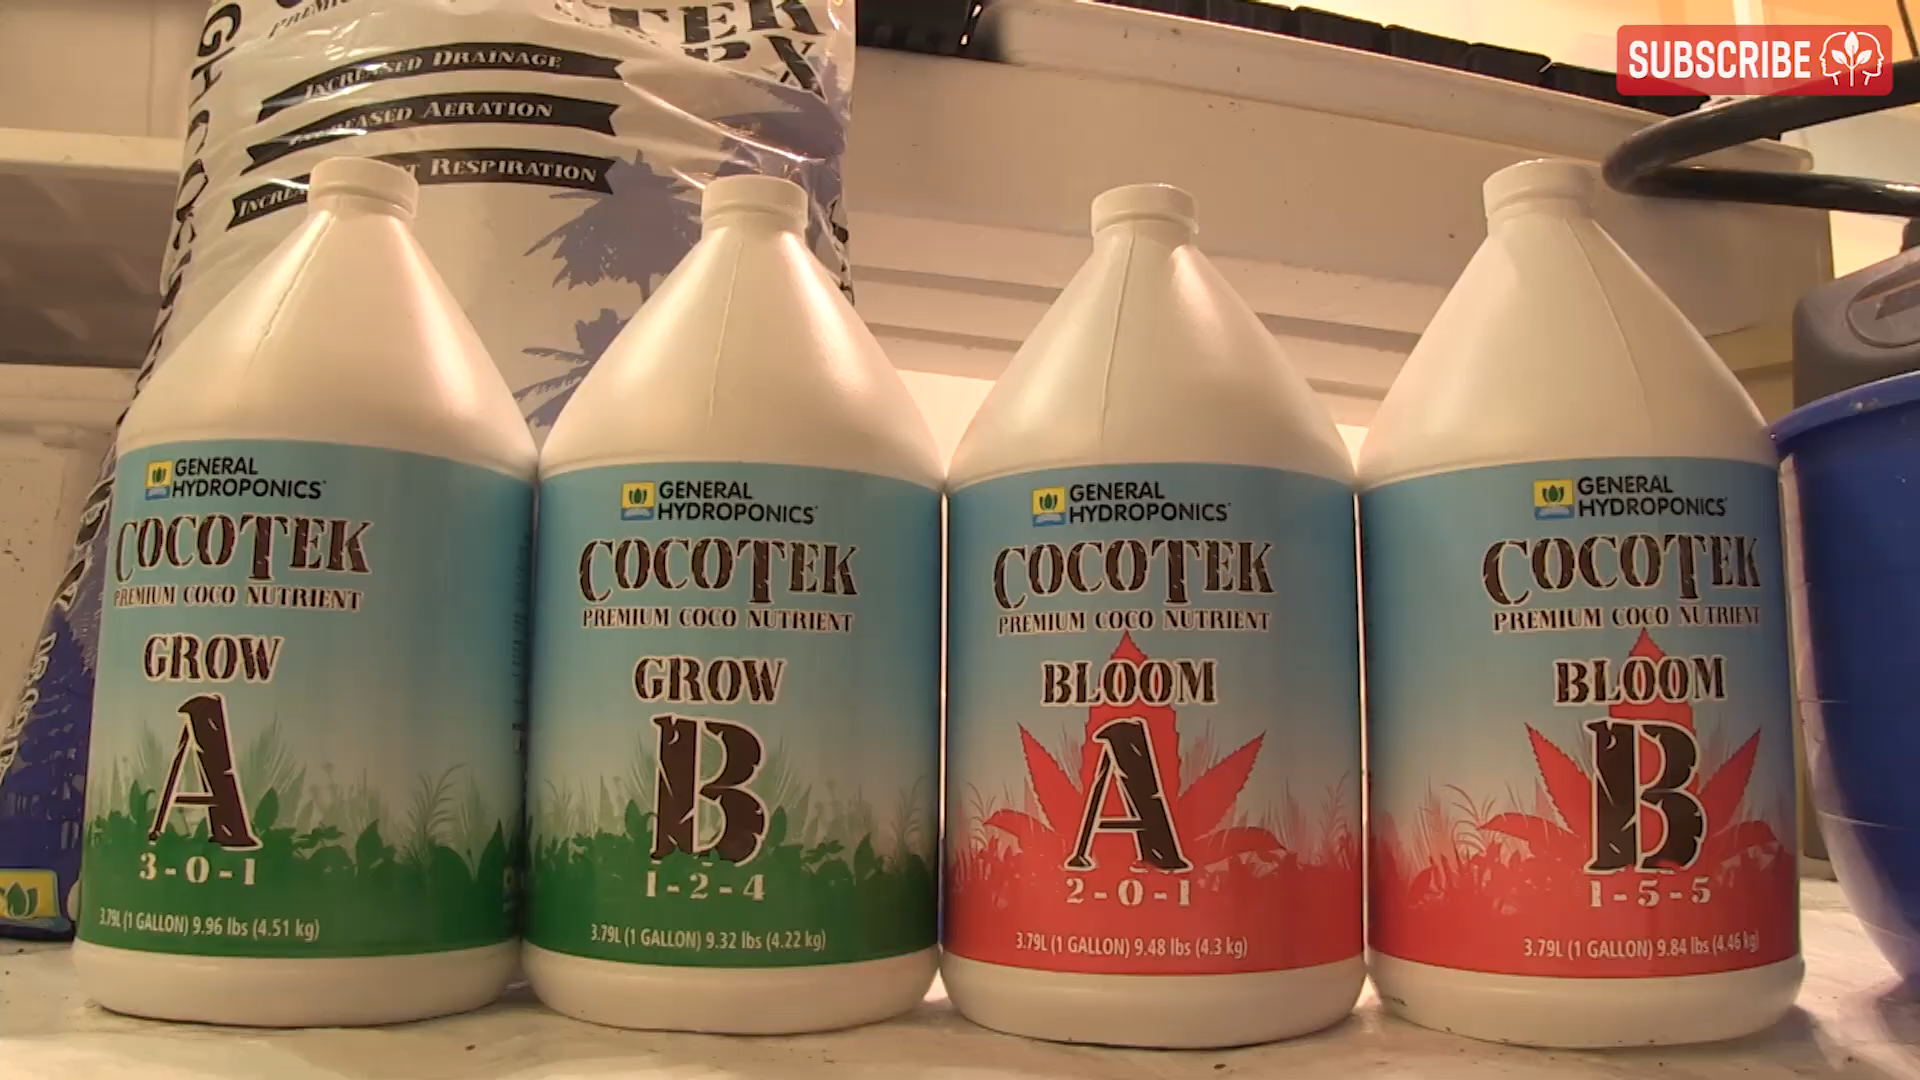 INCREASED DRAINAGE
INCREASED AERATION
RESPIRATION
SUBSCRIBE
GENERAL
HYDROPONICS
COCOTEK
PREMIUM COCO NUTRIENT
GROW
A
3-0-1
3.79L (1 GALLON) 9.96 lbs (4.51 kg)
GENERAL
HYDROPONICS
COCOTEK
PREMIUM COCO NUTRIENT
GROW
B
1-2-4
3.79L (1 GALLON) 9.32 lbs (4.22 kg)
GENERAL
HYDROPONICS
COCOTEK
PREMIUM COCO NUTRIENT
BLOOM
A
2-0-1
3.79L (1 GALLON) 9.48 lbs (4.3 kg)
GENERAL
HYDROPONICS
COCOTEK
PREMIUM COCO NUTRIENT
BLOOM
B
1-5-5
3.79L (1 GALLON) 9.84 lbs (4.46 kg)